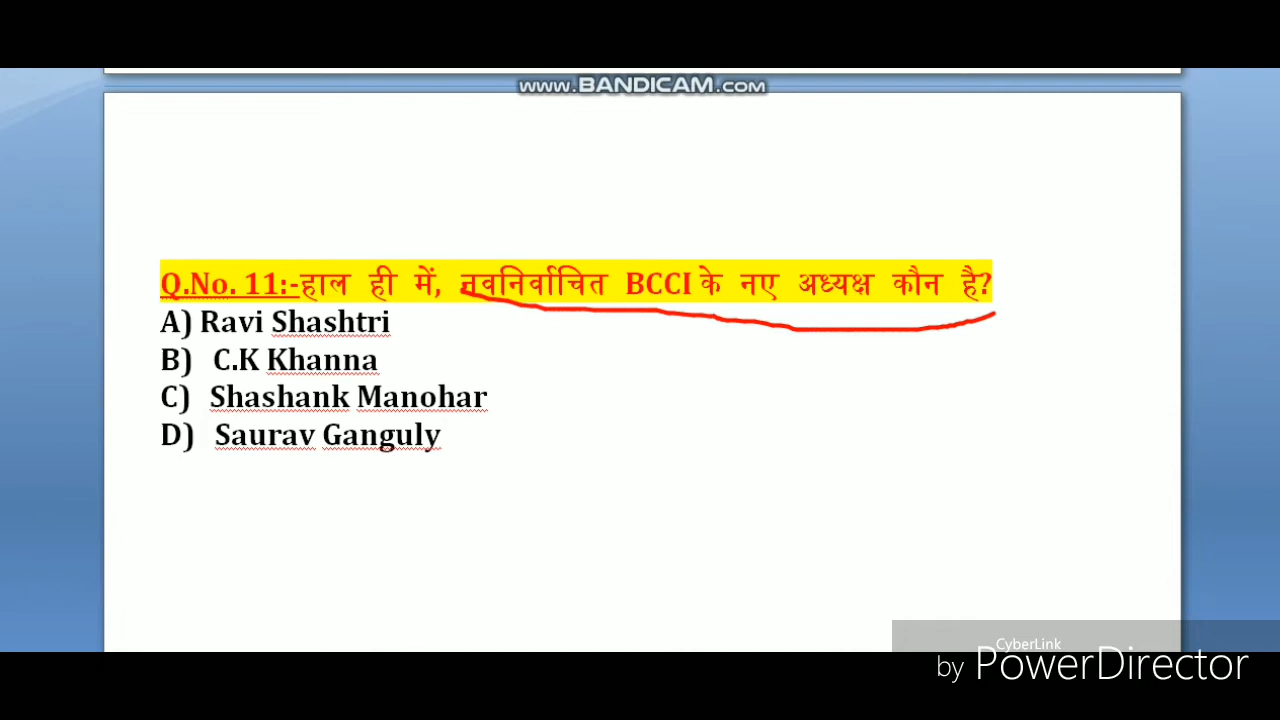 www.BANDICAM.com
Q.No. 11:-हाल ही में, नवनिर्वाचित BCCI के नए अध्यक्ष कौन है?
A) Ravi Shashtri
B) C.K Khanna
C) Shashank Manohar
D) Saurav Ganguly
CyberLink
by PowerDirector